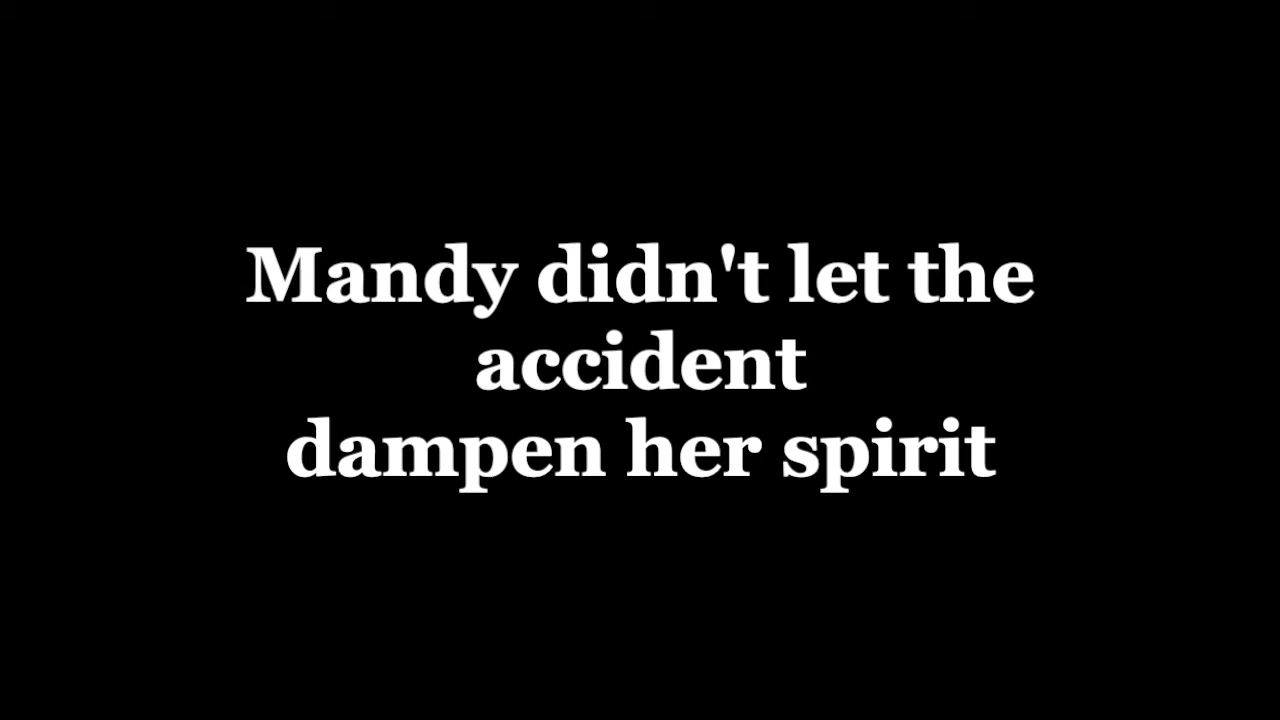 Mandy didn't let the
accident
dampen her spirit